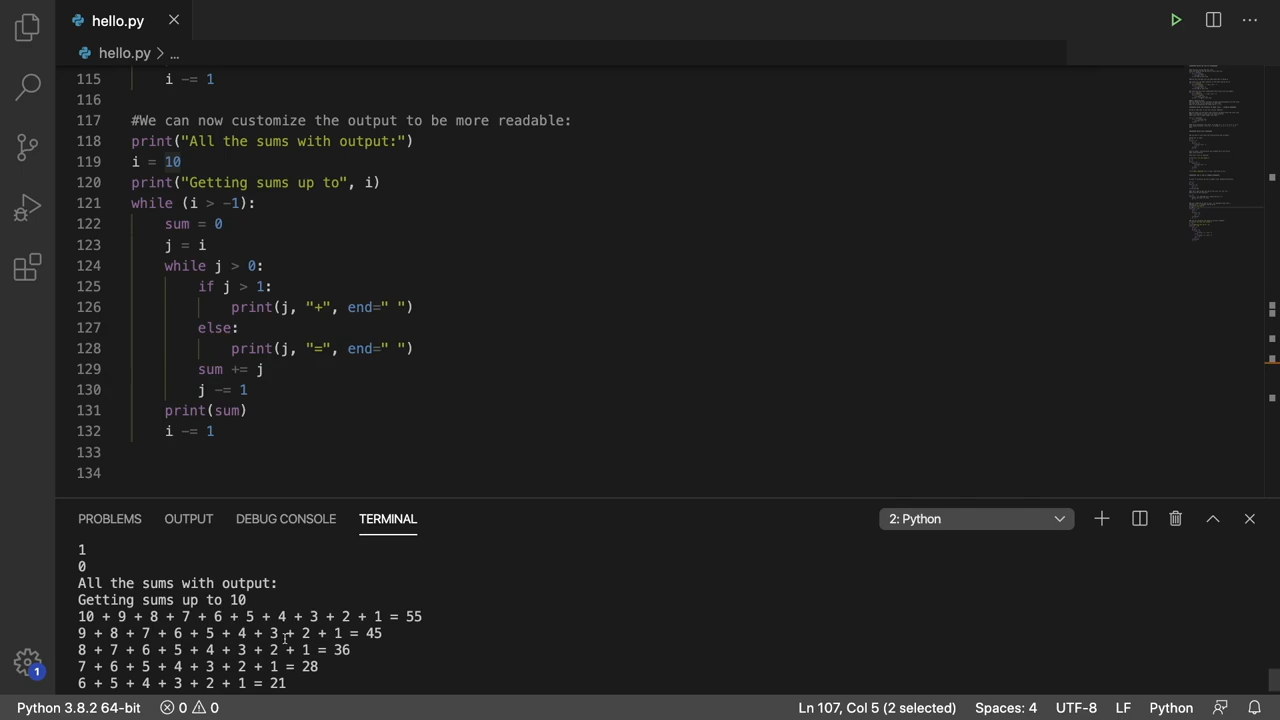 hello.py
hello.py > ...
115 i -= 1
116
117 #We can now customize the output to be more readable:
118 print("All the sums with output:")
119 i = 10
120 print("Getting sums up to", i)
121 while (i > -1):
122 sum = 0
123 j = i
124 while j > 0:
125 if j > 1:
126 print(j, "+", end=" ")
127 else:
128 print(j, "=", end=" ")
129 sum += j
130 j -= 1
131 print(sum)
132 i -= 1
133
134
PROBLEMS OUTPUT DEBUG CONSOLE TERMINAL 2: Python
1
0
All the sums with output:
Getting sums up to 10
10 + 9 + 8 + 7 + 6 + 5 + 4 + 3 + 2 + 1 = 55
9 + 8 + 7 + 6 + 5 + 4 + 3 + 2 + 1 = 45
8 + 7 + 6 + 5 + 4 + 3 + 2 + 1 = 36
7 + 6 + 5 + 4 + 3 + 2 + 1 = 28
6 + 5 + 4 + 3 + 2 + 1 = 21
1
Python 3.8.2 64-bit 0 0 Ln 107, Col 5 (2 selected) Spaces: 4 UTF-8 LF Python